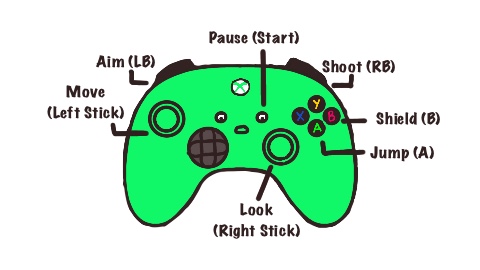 Pause (Start)
Aim (LB)
Shoot (RB)
Move
(Left Stick)
Y
X
B
A
Shield (B)
Jump (A)
Look
(Right Stick)